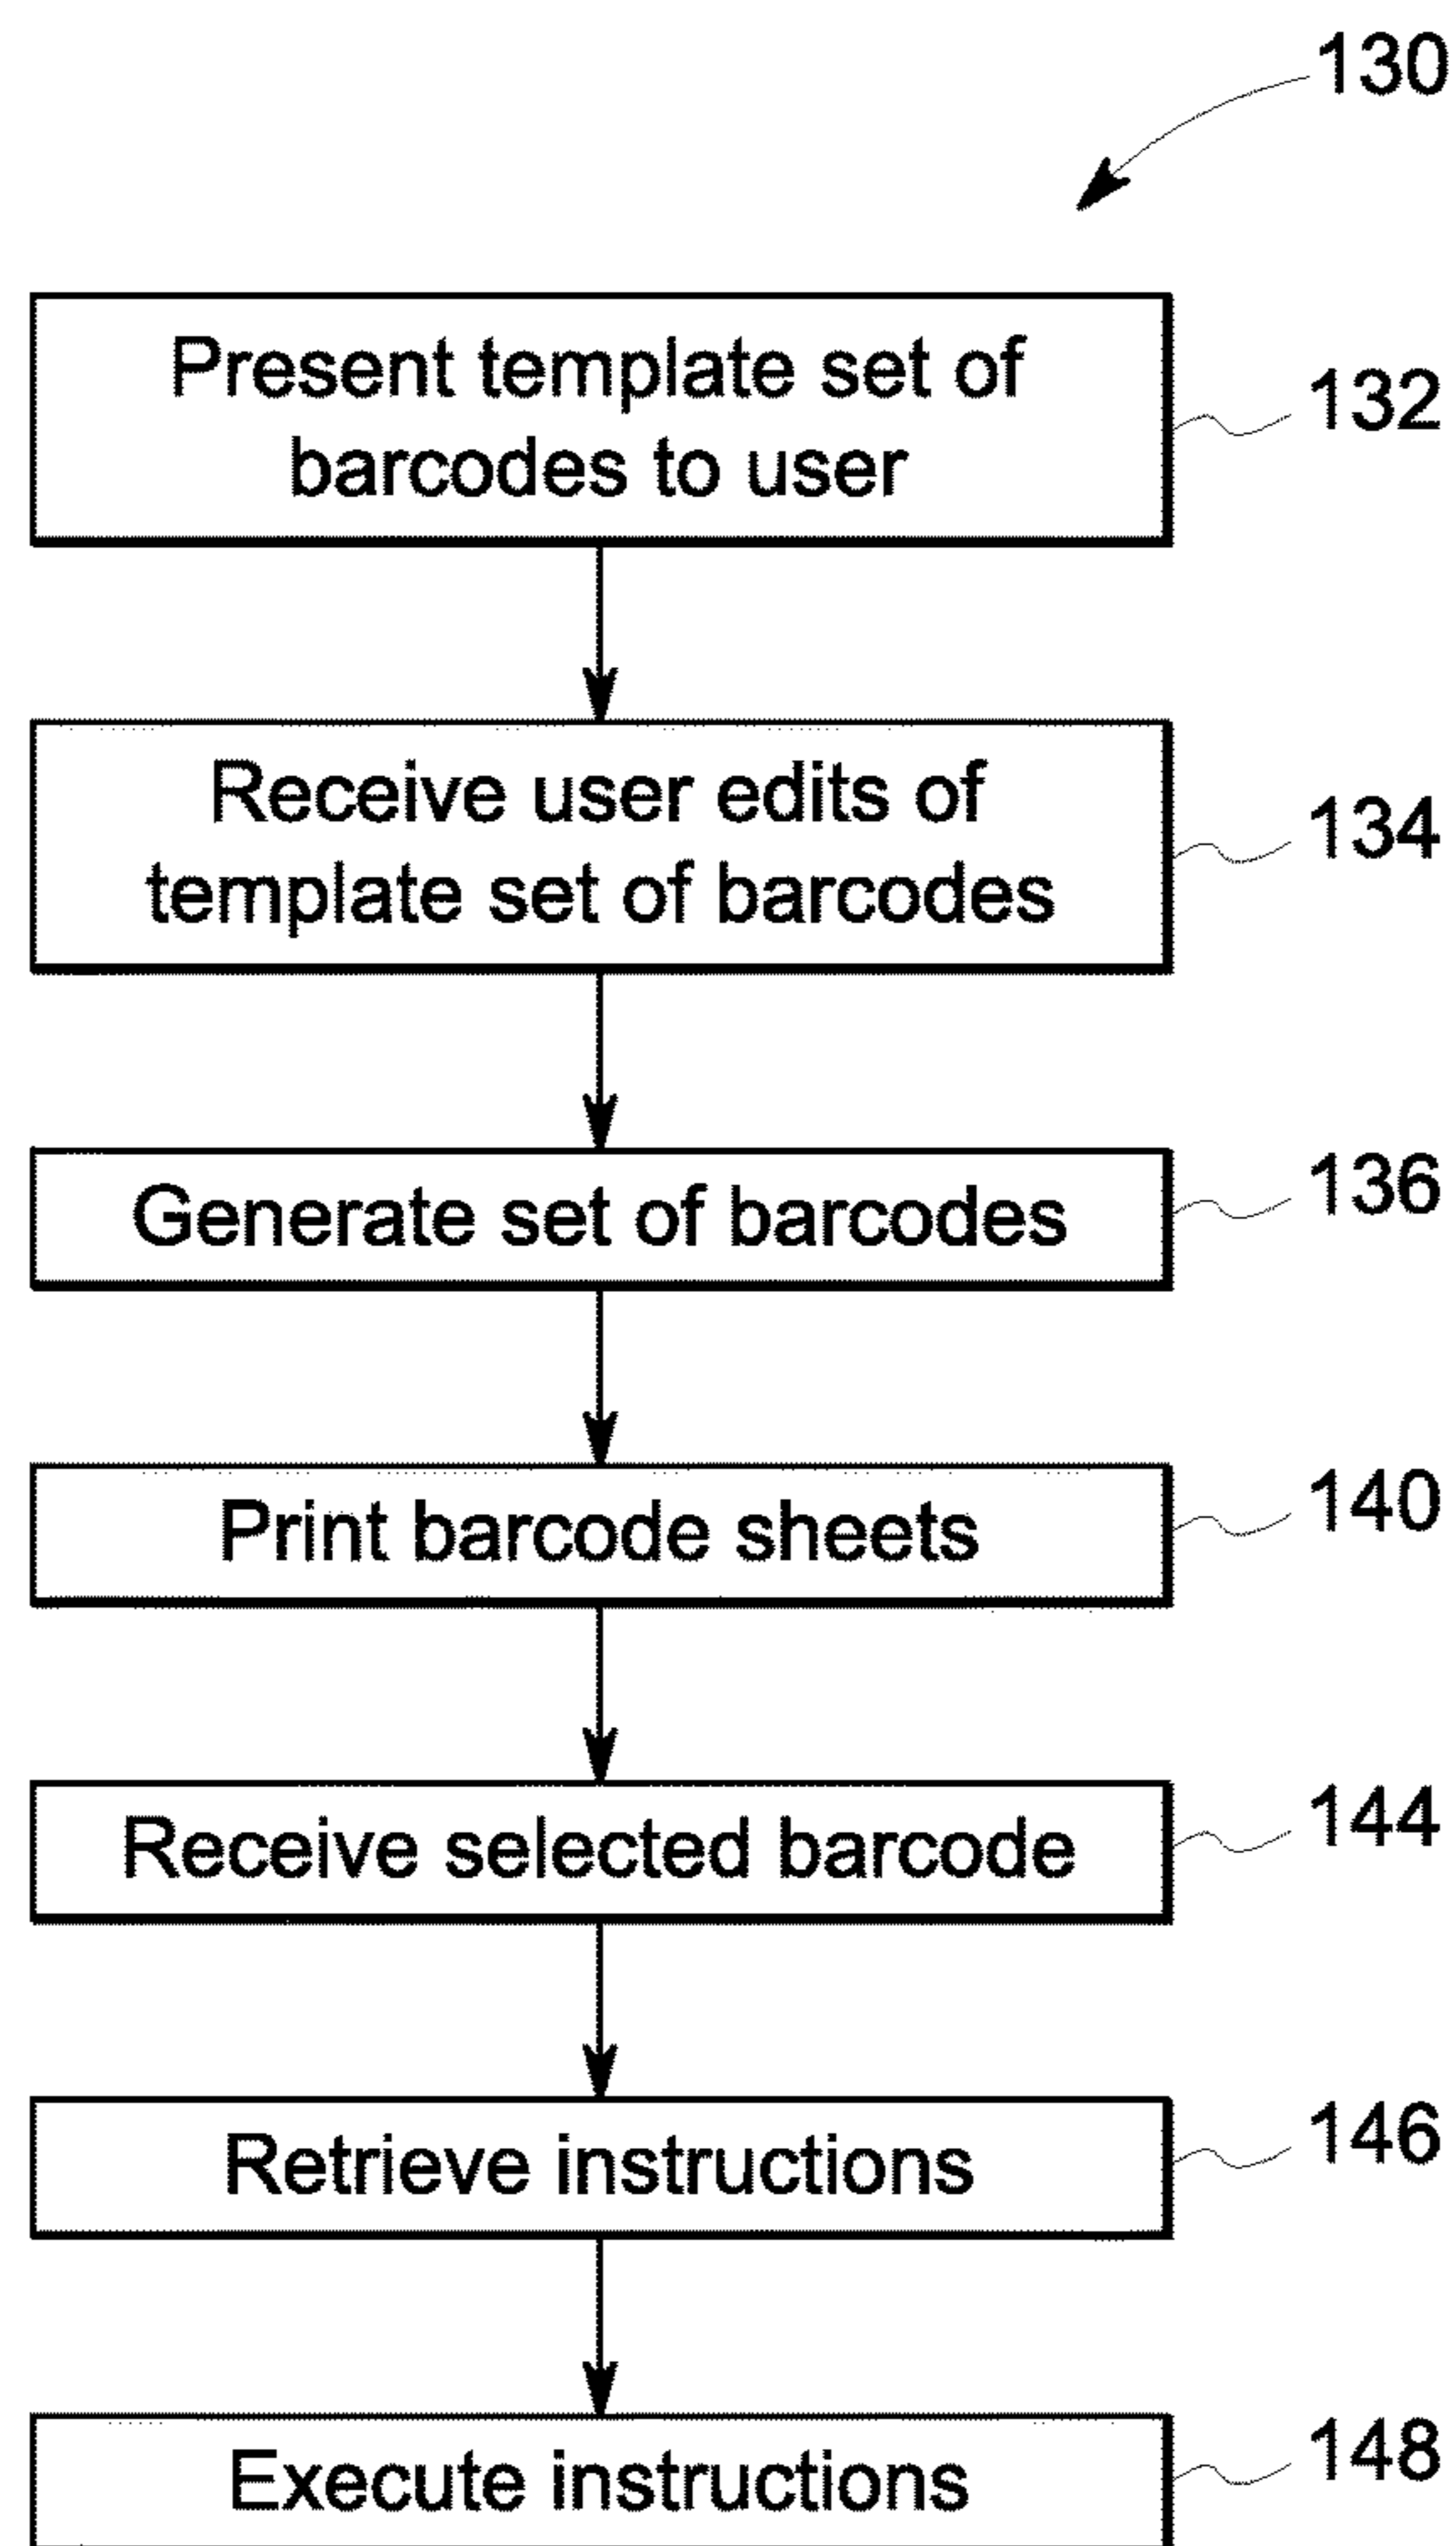 130
Present template set of
barcodes to user
132
Receive user edits of
template set of barcodes
134
Generate set of barcodes
136
Print barcode sheets
140
Receive selected barcode
144
Retrieve instructions
146
Execute instructions
148